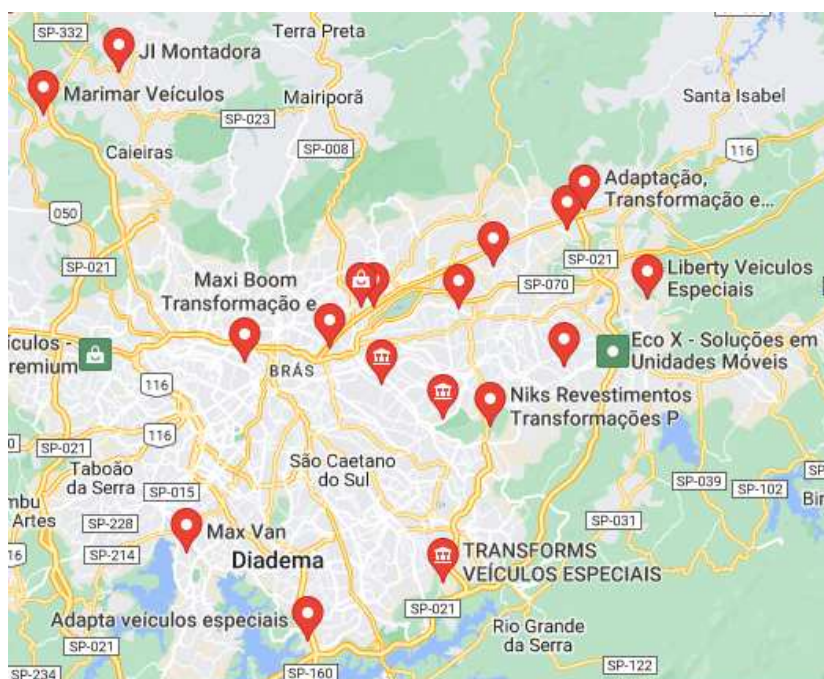 SP-332
Terra Preta
JI Montadora
Marimar Veículos
Mairiporã
Santa Isabel
SP-023
Caieiras
SP-008
116
Adaptação,
Transformação e...
050
SP-021
SP-021
Liberty Veiculos
Especiais
Maxi Boom
Transformação e
SP-070
ículos -
remium
BRÁS
Eco X - Soluções em
Unidades Móveis
116
Niks Revestimentos
Transformações P
116
SP-021
São Caetano
do Sul
Taboão
da Serra
SP-015
SP-039
SP-102
mbu
Artes
SP-228
SP-031
Bir
16
SP-214
Max Van
Diadema
TRANSFORMS
VEÍCULOS ESPECIAIS
SP-021
Adapta veiculos especiais
Rio Grande
da Serra
SP-021
SP-160
SP-122
SP-234